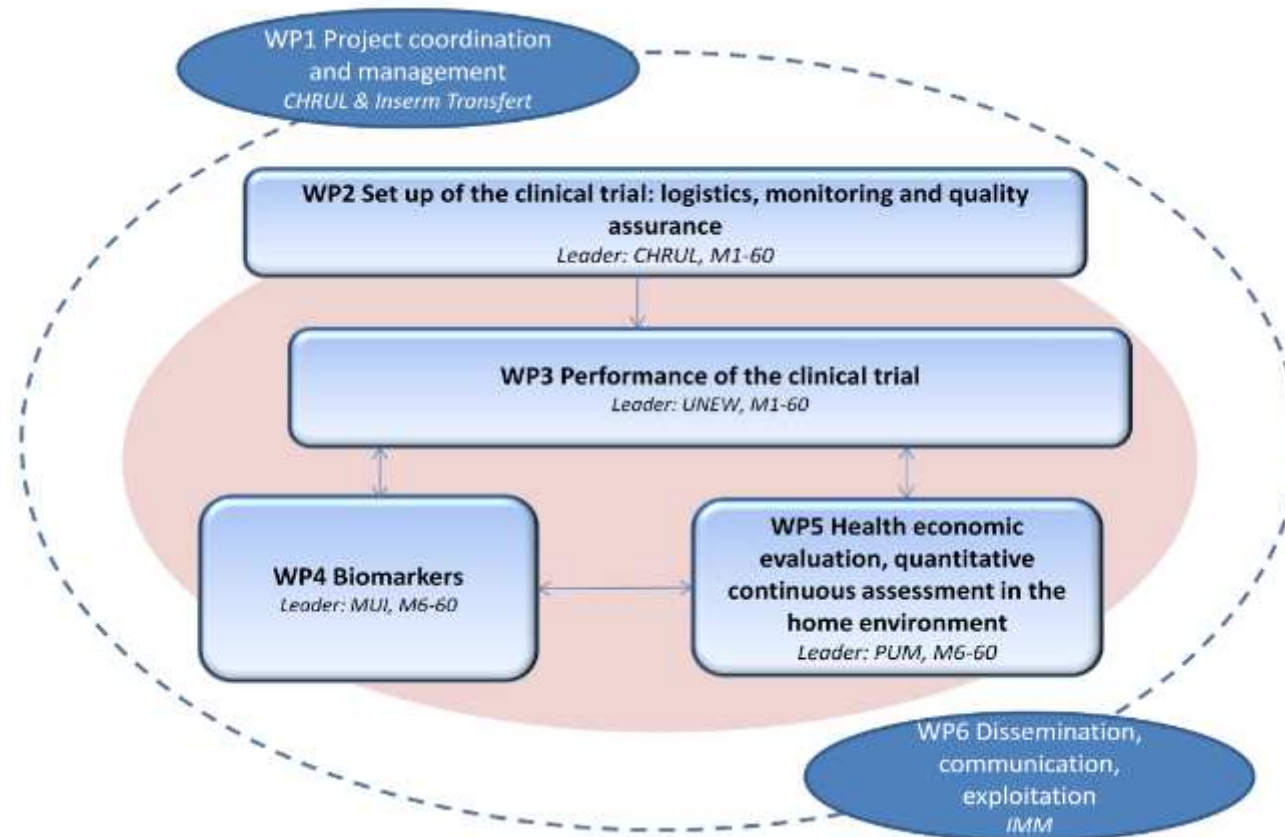 WP1 Project coordination
and management
CHRUL & Inserm Transfert
WP2 Set up of the clinical trial: logistics, monitoring and quality
assurance
Leader: CHRUL, M1-60
WP3 Performance of the clinical trial
Leader: UNEW, M1-60
WP4 Biomarkers
Leader: MUI, M6-60
WP5 Health economic
evaluation, quantitative
continuous assessment in the
home environment
Leader: PUM, M6-60
WP6 Dissemination,
communication,
exploitation
IMM